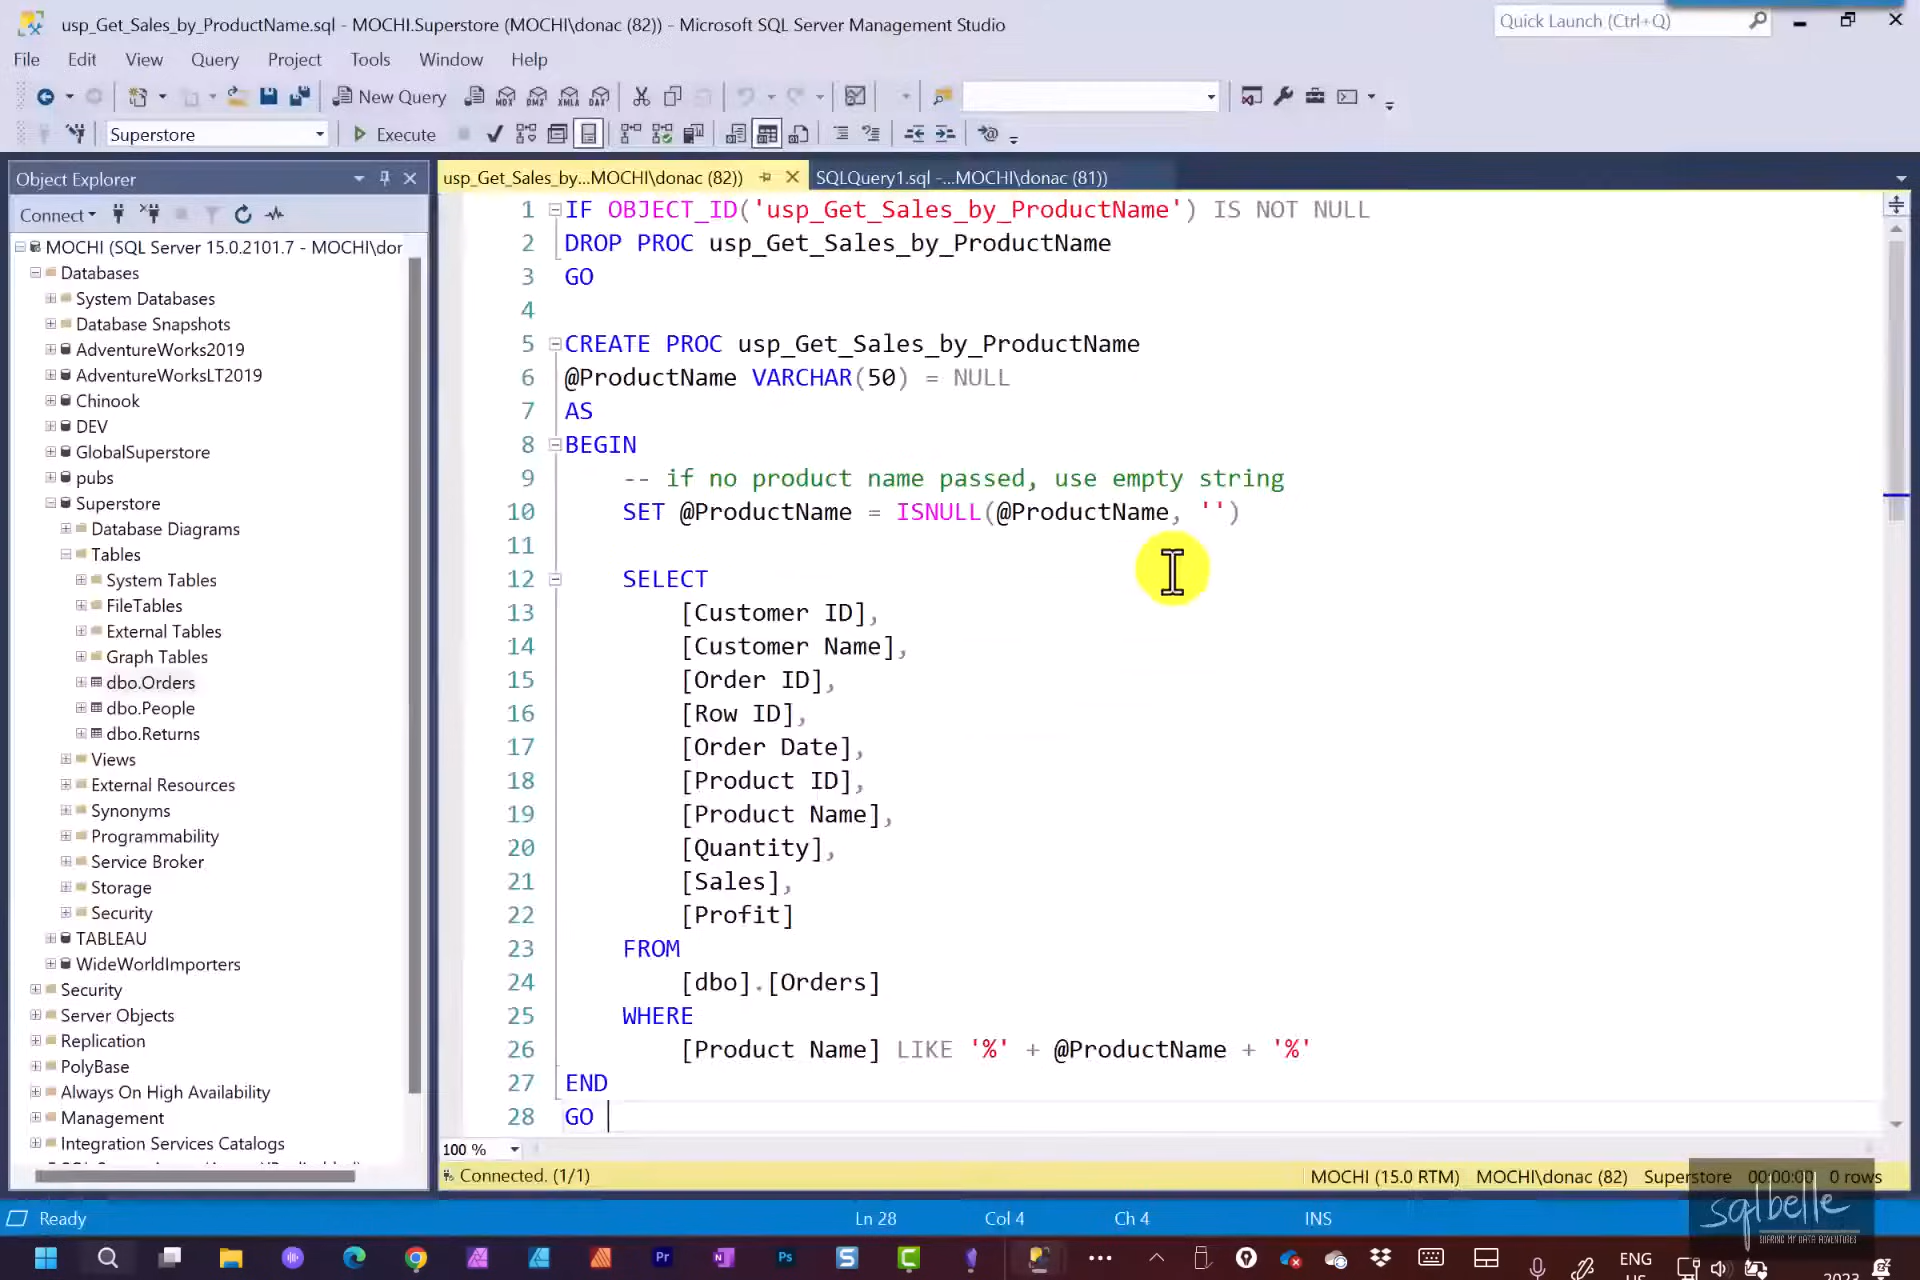 usp_Get_Sales_by_ProductName.sql - MOCHI.Superstore (MOCHI\donac (82)) - Microsoft SQL Server Management Studio
Quick Launch (Ctrl+Q)
File Edit View Query Project Tools Window Help
New Query
MDX DMX XMLA DAX
Superstore
Execute
Object Explorer
Connect
MOCHI (SQL Server 15.0.2101.7 - MOCHI\dor
Databases
System Databases
Database Snapshots
AdventureWorks2019
AdventureWorksLT2019
Chinook
DEV
GlobalSuperstore
pubs
Superstore
Database Diagrams
Tables
System Tables
FileTables
External Tables
Graph Tables
dbo.Orders
dbo.People
dbo.Returns
Views
External Resources
Synonyms
Programmability
Service Broker
Storage
Security
TABLEAU
WideWorldImporters
Security
Server Objects
Replication
PolyBase
Always On High Availability
Management
Integration Services Catalogs
usp_Get_Sales_by...MOCHI\donac (82))
SQLQuery1.sql -...MOCHI\donac (81))
1 IF OBJECT_ID('usp_Get_Sales_by_ProductName') IS NOT NULL
2 DROP PROC usp_Get_Sales_by_ProductName
3 GO
4
5 CREATE PROC usp_Get_Sales_by_ProductName
6 @ProductName VARCHAR(50) = NULL
7 AS
8 BEGIN
9 -- if no product name passed, use empty string
10 SET @ProductName = ISNULL(@ProductName, '')
11
12 SELECT
13 [Customer ID],
14 [Customer Name],
15 [Order ID],
16 [Row ID],
17 [Order Date],
18 [Product ID],
19 [Product Name],
20 [Quantity],
21 [Sales],
22 [Profit]
23 FROM
24 [dbo].[Orders]
25 WHERE
26 [Product Name] LIKE '%' + @ProductName + '%'
27 END
28 GO
100 %
Connected. (1/1)
MOCHI (15.0 RTM) MOCHI\donac (82) Superstore 00:00:00 0 rows
sqlbelle
SHARING MY DATA ADVENTURES
Ready
Ln 28 Col 4 Ch 4 INS
Pr
N
Ps
S
C
ENG